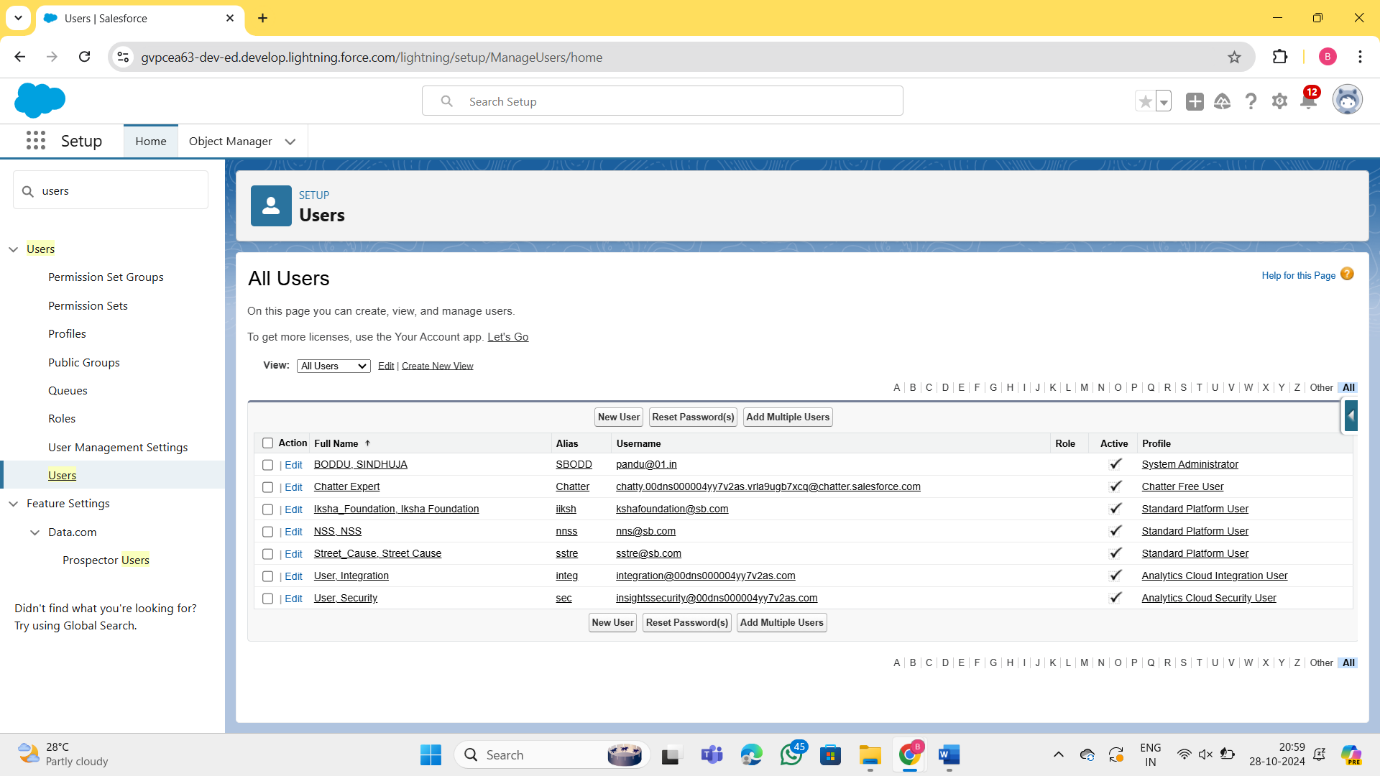 Users | Salesforce
gvpcea63-dev-ed.develop.lightning.force.com/lightning/setup/ManageUsers/home
B
Search Setup
12
Setup
Home
Object Manager
users
Users
Permission Set Groups
Permission Sets
Profiles
Public Groups
Queues
Roles
User Management Settings
Users
Feature Settings
Data.com
Prospector Users
Didn't find what you're looking for?
Try using Global Search.
SETUP
Users
All Users
Help for this Page ?
On this page you can create, view, and manage users.
To get more licenses, use the Your Account app. Let's Go
View: All Users Edit | Create New View
A | B | C | D | E | F | G | H | I | J | K | L | M | N | O | P | Q | R | S | T | U | V | W | X | Y | Z | Other All
New User Reset Password(s) Add Multiple Users
Action Full Name ↑ Alias Username Role Active Profile
| Edit BODDU, SINDHUJA SBODD pandu@01.in ✓ System Administrator
| Edit Chatter Expert Chatter chatty.00dns000004yy7v2as.vrla9ugb7xcq@chatter.salesforce.com ✓ Chatter Free User
| Edit Iksha_Foundation, Iksha Foundation iiksh kshafoundation@sb.com ✓ Standard Platform User
| Edit NSS, NSS nnss nns@sb.com ✓ Standard Platform User
| Edit Street_Cause, Street Cause sstre sstre@sb.com ✓ Standard Platform User
| Edit User, Integration integ integration@00dns000004yy7v2as.com ✓ Analytics Cloud Integration User
| Edit User, Security sec insightssecurity@00dns000004yy7v2as.com ✓ Analytics Cloud Security User
New User Reset Password(s) Add Multiple Users
A | B | C | D | E | F | G | H | I | J | K | L | M | N | O | P | Q | R | S | T | U | V | W | X | Y | Z | Other All
28°C
Partly cloudy
Search
45
B
W
ENG
IN
20:59
28-10-2024
PRE